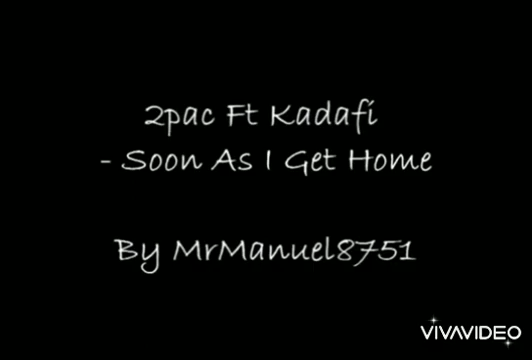 2pac Ft Kadafi
- Soon As I Get Home
By MrManuel8751
VIVAVIDEO